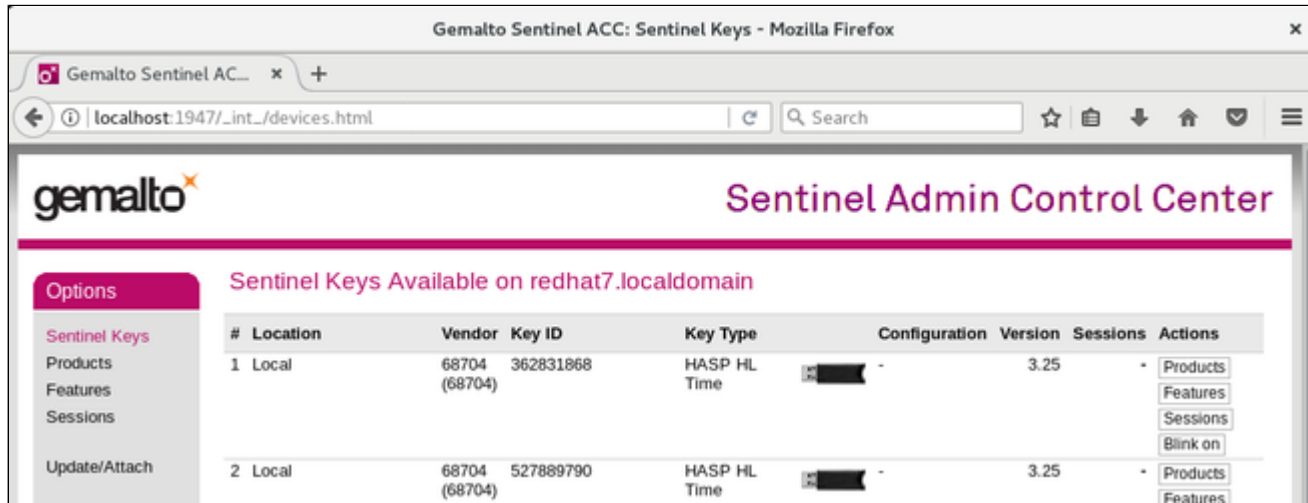 Gemalto Sentinel ACC: Sentinel Keys - Mozilla Firefox
Gemalto Sentinel AC...
localhost:1947/_int_/devices.html
Search
gemalto
Sentinel Admin Control Center
Options
Sentinel Keys
Products
Features
Sessions
Update/Attach
Sentinel Keys Available on redhat7.localdomain
# Location Vendor Key ID Key Type Configuration Version Sessions Actions
1 Local 68704 362831868 HASP HL - 3.25 - Products
(68704) Time Features
Sessions
Blink on
2 Local 68704 527889790 HASP HL - 3.25 - Products
(68704) Time Features